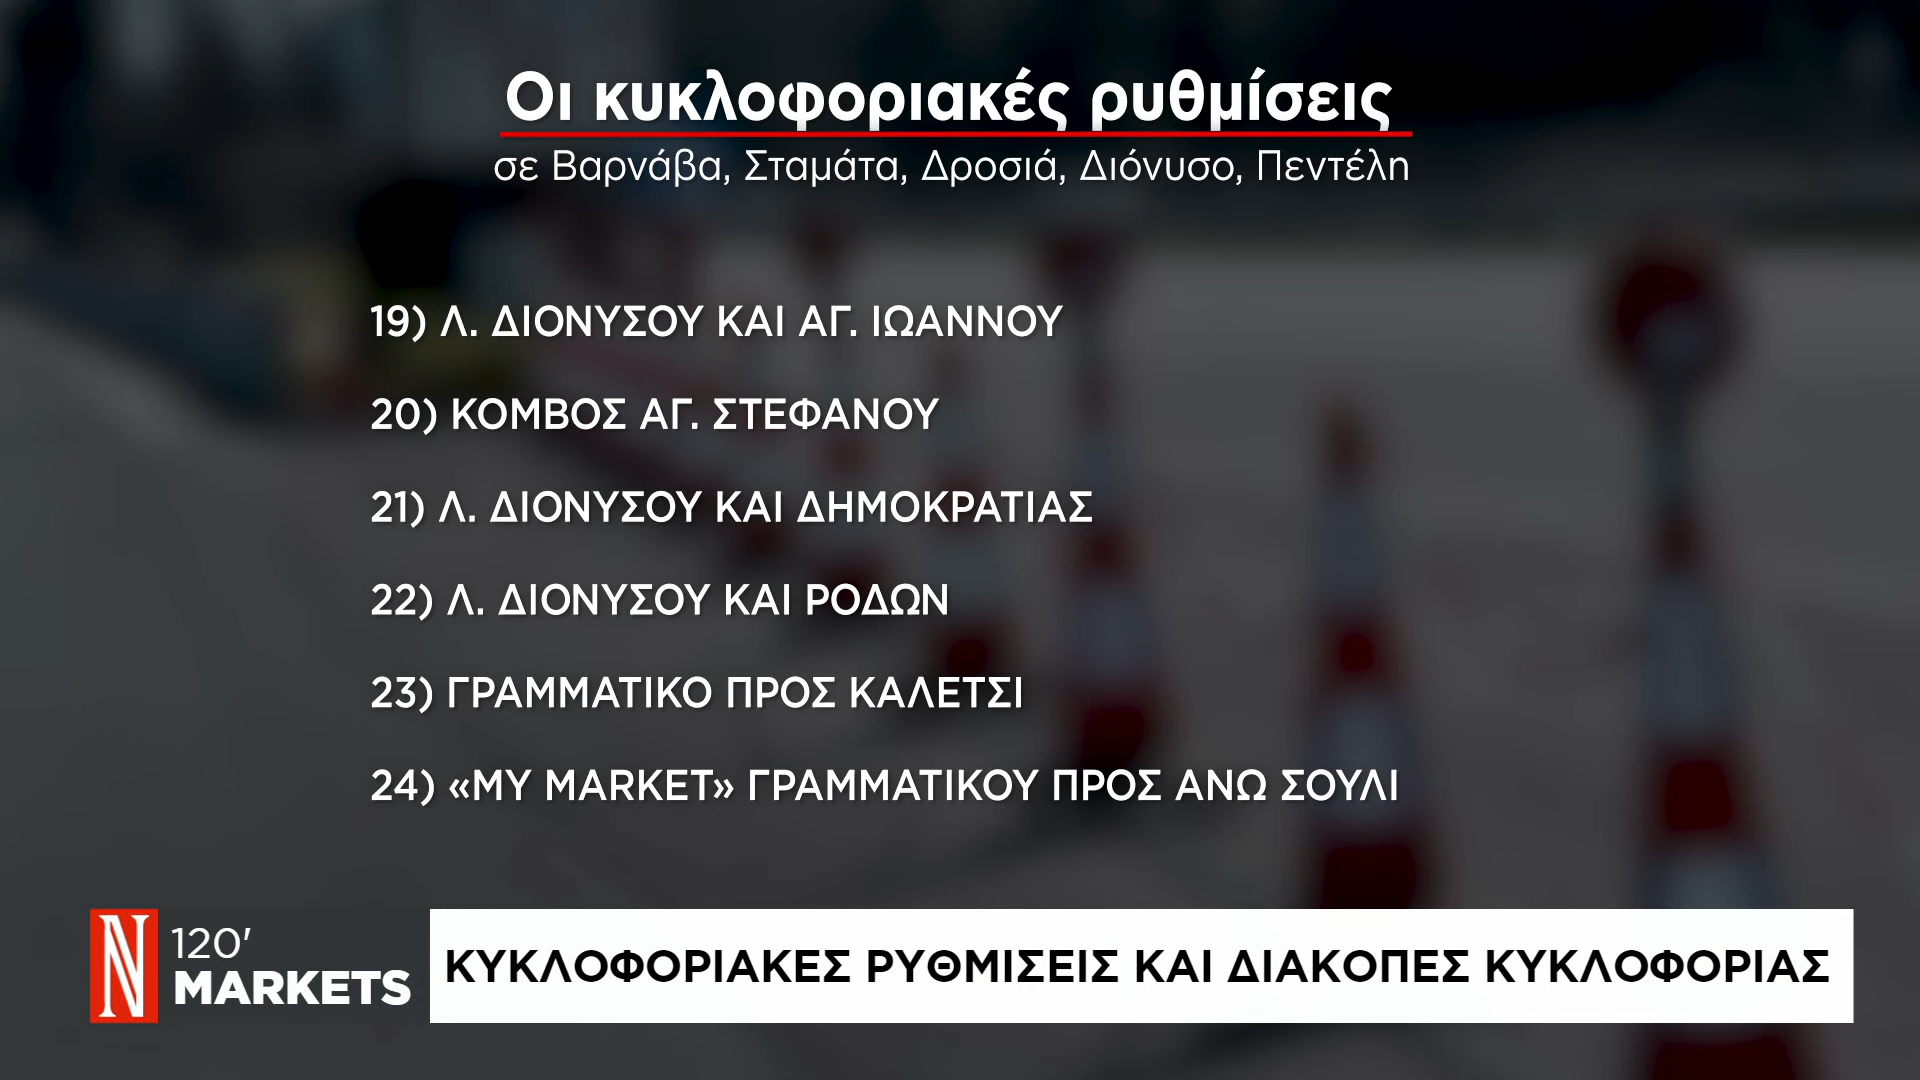 Οι κυκλοφοριακές ρυθμίσεις
σε Βαρνάβα, Σταμάτα, Δροσιά, Διόνυσο, Πεντέλη
19) Λ. ΔΙΟΝΥΣΟΥ ΚΑΙ ΑΓ. ΙΩΑΝΝΟΥ
20) ΚΟΜΒΟΣ ΑΓ. ΣΤΕΦΑΝΟΥ
21) Λ. ΔΙΟΝΥΣΟΥ ΚΑΙ ΔΗΜΟΚΡΑΤΙΑΣ
22) Λ. ΔΙΟΝΥΣΟΥ ΚΑΙ ΡΟΔΩΝ
23) ΓΡΑΜΜΑΤΙΚΟ ΠΡΟΣ ΚΑΛΕΤΣΙ
24) «MY MARKET» ΓΡΑΜΜΑΤΙΚΟΥ ΠΡΟΣ ΑΝΩ ΣΟΥΛΙ
N 120'
MARKETS
ΚΥΚΛΟΦΟΡΙΑΚΕΣ ΡΥΘΜΙΣΕΙΣ ΚΑΙ ΔΙΑΚΟΠΕΣ ΚΥΚΛΟΦΟΡΙΑΣ